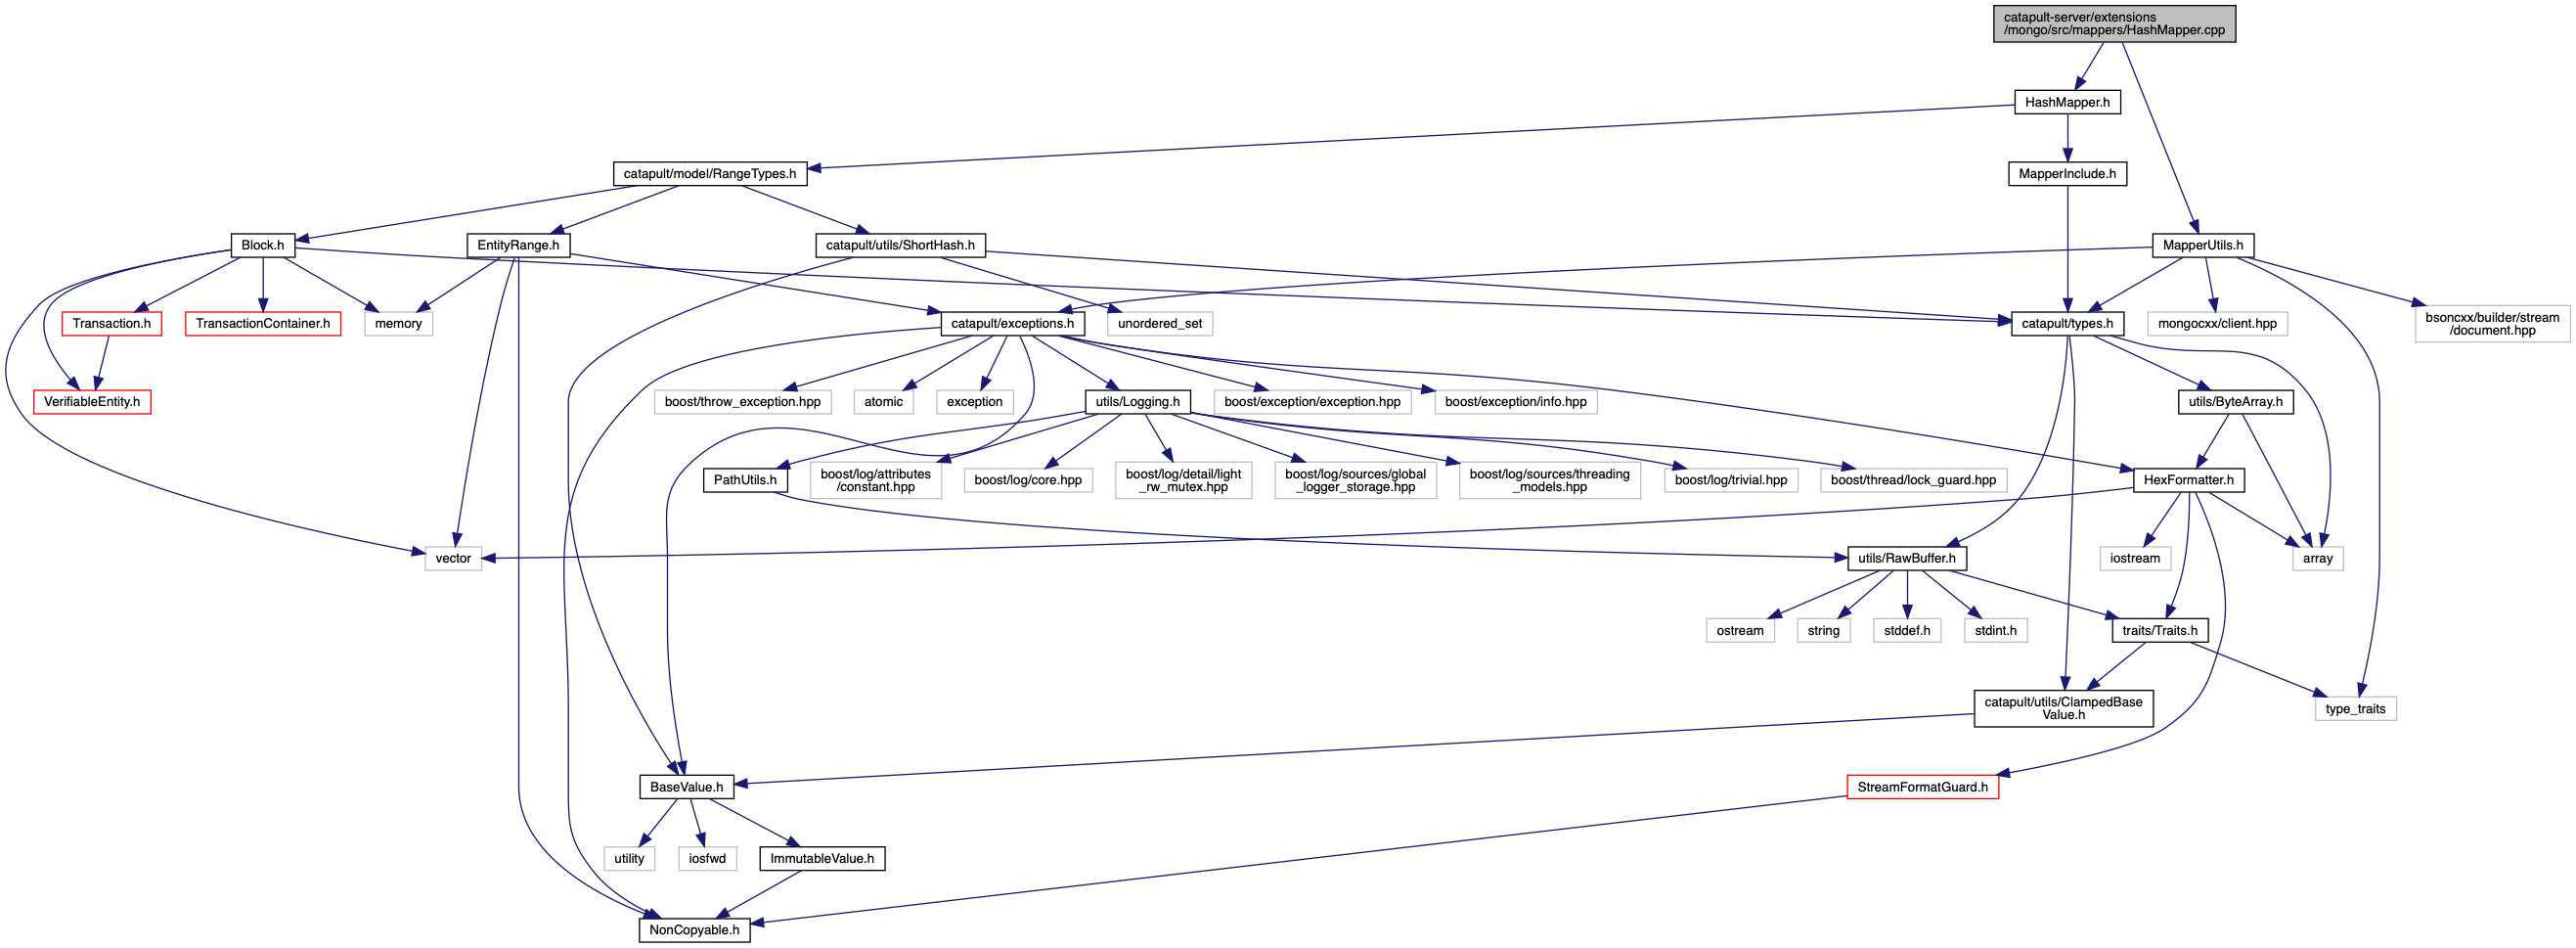 catapult-server/extensions
/mongo/src/mappers/HashMapper.cpp
HashMapper.h
catapult/model/RangeTypes.h
MapperInclude.h
Block.h
EntityRange.h
catapult/utils/ShortHash.h
MapperUtils.h
Transaction.h
TransactionContainer.h
memory
catapult/exceptions.h
unordered_set
catapult/types.h
mongocxx/client.hpp
bsoncxx/builder/stream
/document.hpp
VerifiableEntity.h
boost/throw_exception.hpp
atomic
exception
utils/Logging.h
boost/exception/exception.hpp
boost/exception/info.hpp
utils/ByteArray.h
PathUtils.h
boost/log/attributes
/constant.hpp
boost/log/core.hpp
boost/log/detail/light
_rw_mutex.hpp
boost/log/sources/global
_logger_storage.hpp
boost/log/sources/threading
_models.hpp
boost/log/trivial.hpp
boost/thread/lock_guard.hpp
HexFormatter.h
vector
utils/RawBuffer.h
iostream
array
ostream
string
stddef.h
stdint.h
traits/Traits.h
catapult/utils/ClampedBase
Value.h
type_traits
BaseValue.h
StreamFormatGuard.h
utility
iosfwd
ImmutableValue.h
NonCopyable.h